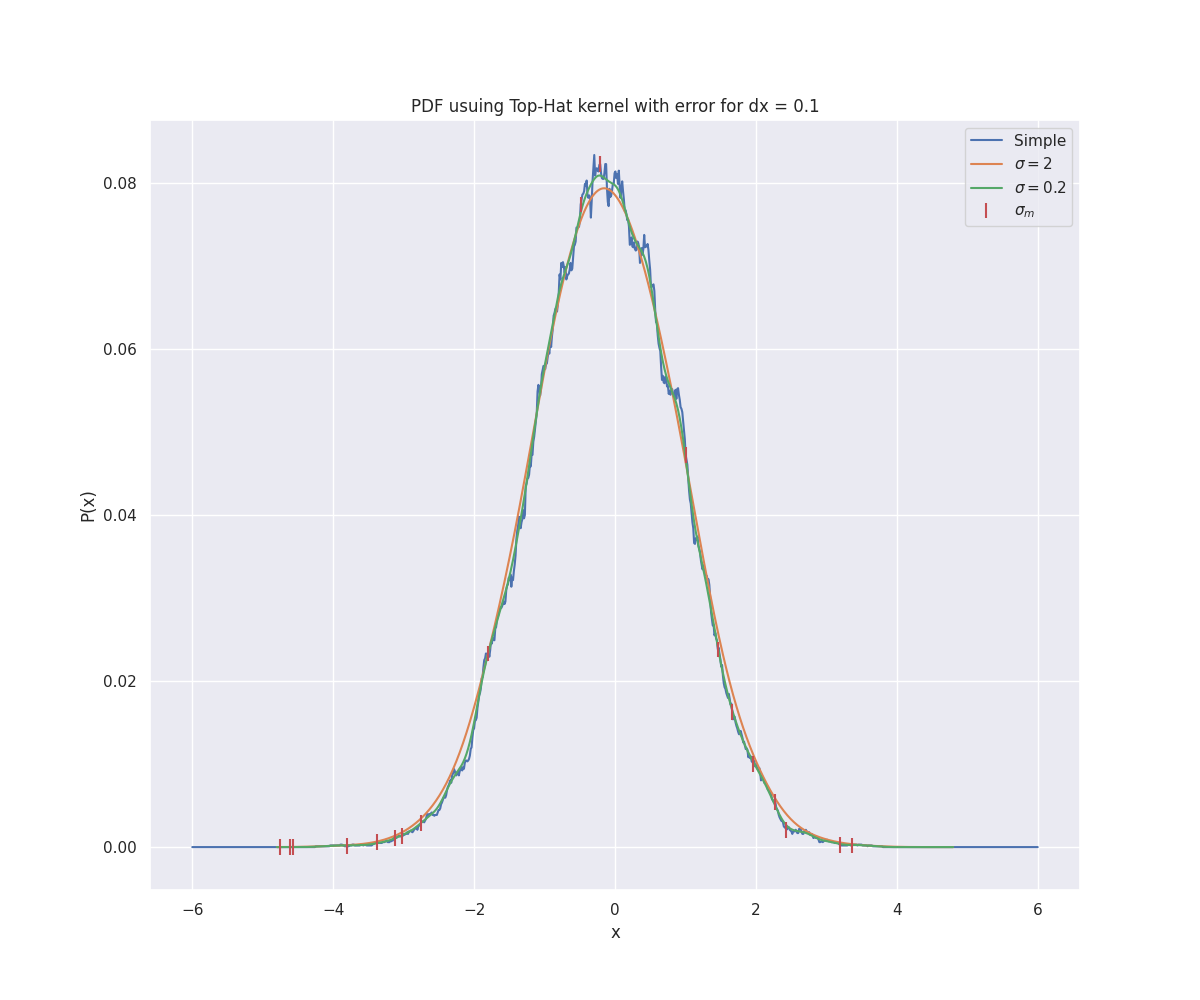 PDF usuing Top-Hat kernel with error for dx = 0.1
Simple
σ = 2
σ = 0.2
σₘ
P(x)
0.08
0.06
0.04
0.02
0.00
−6
−4
−2
0
2
4
6
x